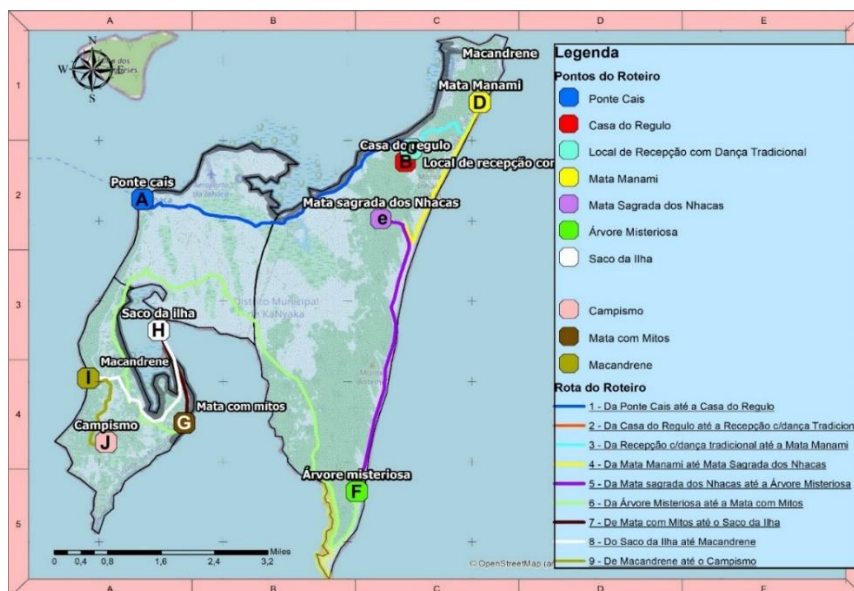 A B C D E
N
W E
S
1
Macandrene
Mata Manami
D
Casa do regulo
B
Local de recepção con
Ponte cais
A
2
Mata sagrada dos Nhacas
e
3
Distrito Municipal
de KaNyaka
Saco da ilha
H
Macandrene
I
4
Mata com mitos
G
Campismo
J
Árvore misteriosa
F
5
0 0,4 0,8 1,6 2,4 3,2
Miles
© OpenStreetMap (a
Legenda
Pontos do Roteiro
Ponte Cais
Casa do Regulo
Local de Recepção com Dança Tradicional
Mata Manami
Mata Sagrada dos Nhacas
Árvore Misteriosa
Saco da Ilha
Campismo
Mata com Mitos
Macandrene
Rota do Roteiro
1 - Da Ponte Cais até a Casa do Regulo
2 - Da Casa do Regulo até a Recepção c/dança Tradicion
3 - Da Recepção c/dança tradicional até a Mata Manami
4 - Da Mata Manami até Mata Sagrada dos Nhacas
5 - Da Mata sagrada dos Nhacas até a Árvore Misteriosa
6 - Da Árvore Misteriosa até a Mata com Mitos
7 - De Mata com Mitos até o Saco da Ilha
8 - Do Saco da Ilha até Macandrene
9 - De Macandrene até o Campismo
A B C D E